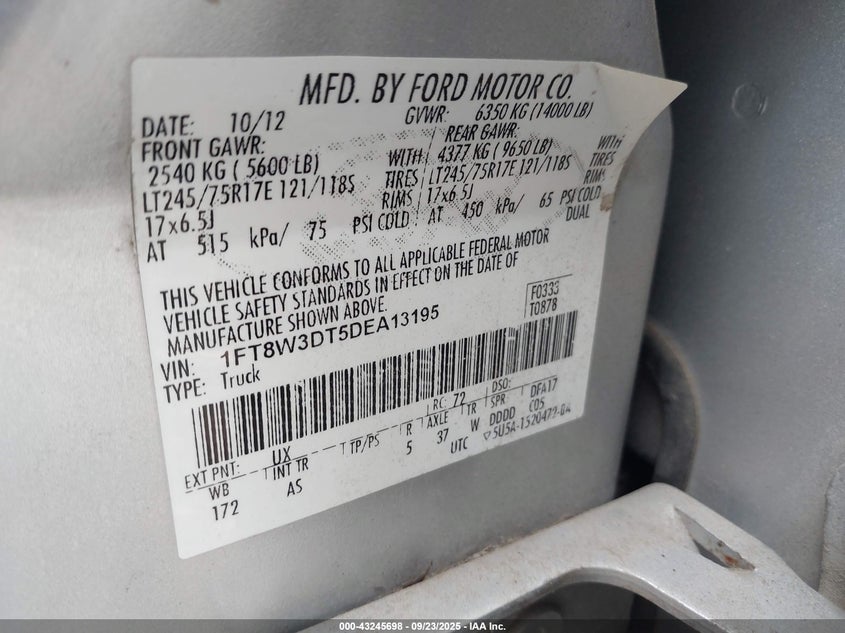 MFD. BY FORD MOTOR CO.
DATE: 10/12
GVWR: 6350 KG (14000 LB)
FRONT GAWR:
2540 KG ( 5600 LB) WITH
LT245/75R17E 121/118S TIRES
17x6.5J RIMS
AT 515 kPa/ 75 PSI COLD
REAR GAWR:
4377 KG ( 9650 LB) WITH
LT245/75R17E 121/118S TIRES
17x6.5J RIMS
AT 450 kPa/ 65 PSI COLD
DUAL
THIS VEHICLE CONFORMS TO ALL APPLICABLE FEDERAL MOTOR
VEHICLE SAFETY STANDARDS IN EFFECT ON THE DATE OF
MANUFACTURE SHOWN ABOVE.
F0333
T0878
VIN: 1FT8W3DT5DEA13195
TYPE: Truck
RC: 72 DSO:
EXT PNT: UX
WB INT TR TP/PS R AXLE TR SPR: DFA17
172 AS 5 37 W DDDD C05
UTC ▽5U5A-1520472-04
000-43245698 - 09/23/2025 - IAA Inc.